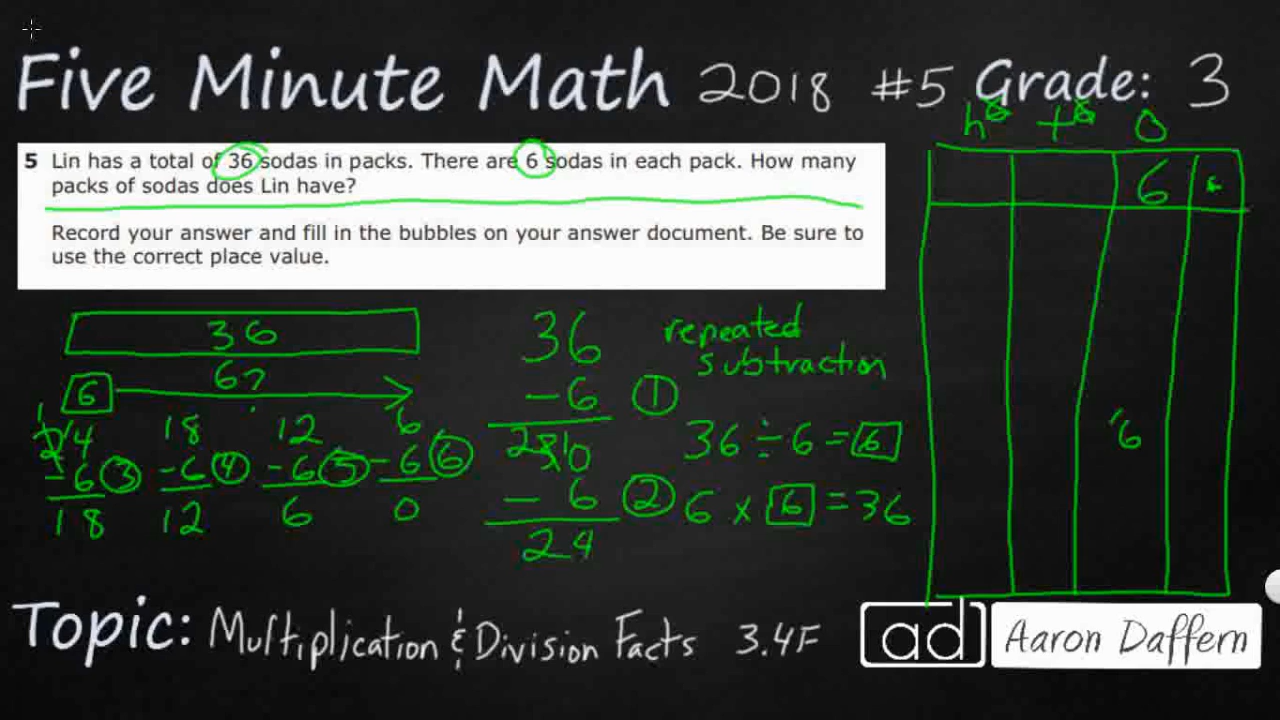 Five Minute Math 2018 #5 Grade: 3
5 Lin has a total of 36 sodas in packs. There are 6 sodas in each pack. How many
packs of sodas does Lin have?
Record your answer and fill in the bubbles on your answer document. Be sure to
use the correct place value.
h t o
6 .
6
36
6 6?
24 18 12 6
-6 ③ -6 ④ -6 ⑤ -6 ⑥
18 12 6 0
36
-6 ①
30
-6 ②
24
repeated
subtraction
36 ÷ 6 = 6
6 x 6 = 36
Topic: Multiplication & Division Facts 3.4F
ad Aaron Daffern